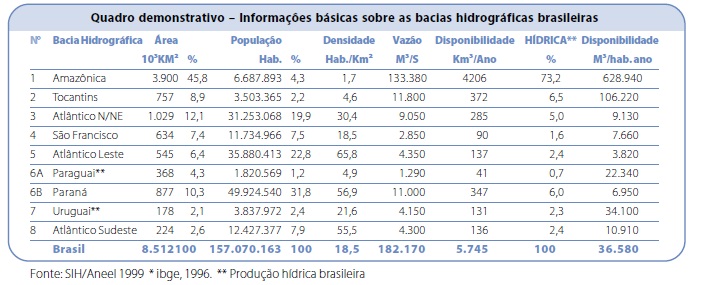 Quadro demonstrativo – Informações básicas sobre as bacias hidrográficas brasileiras
Nº Bacia Hidrográfica Área População Densidade Vazão Disponibilidade HÍDRICA** Disponibilidade
10³KM² % Hab. % Hab./Km² M³/S Km³/Ano % M³/hab.ano
1 Amazônica 3.900 45,8 6.687.893 4,3 1,7 133.380 4206 73,2 628.940
2 Tocantins 757 8,9 3.503.365 2,2 4,6 11.800 372 6,5 106.220
3 Atlântico N/NE 1.029 12,1 31.253.068 19,9 30,4 9.050 285 5,0 9.130
4 São Francisco 634 7,4 11.734.966 7,5 18,5 2.850 90 1,6 7.660
5 Atlântico Leste 545 6,4 35.880.413 22,8 65,8 4.350 137 2,4 3.820
6A Paraguai** 368 4,3 1.820.569 1,2 4,9 1.290 41 0,7 22.340
6B Paraná 877 10,3 49.924.540 31,8 56,9 11.000 347 6,0 6.950
7 Uruguai** 178 2,1 3.837.972 2,4 21,6 4.150 131 2,3 34.100
8 Atlântico Sudeste 224 2,6 12.427.377 7,9 55,5 4.300 136 2,4 10.910
Brasil 8.512100 157.070.163 100 18,5 182.170 5.745 100 36.580
Fonte: SIH/Aneel 1999 * ibge, 1996. ** Produção hídrica brasileira